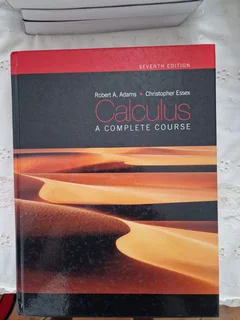 SEVENTH EDITION
Robert A. Adams • Christopher Essex
Calculus
A COMPLETE COURSE